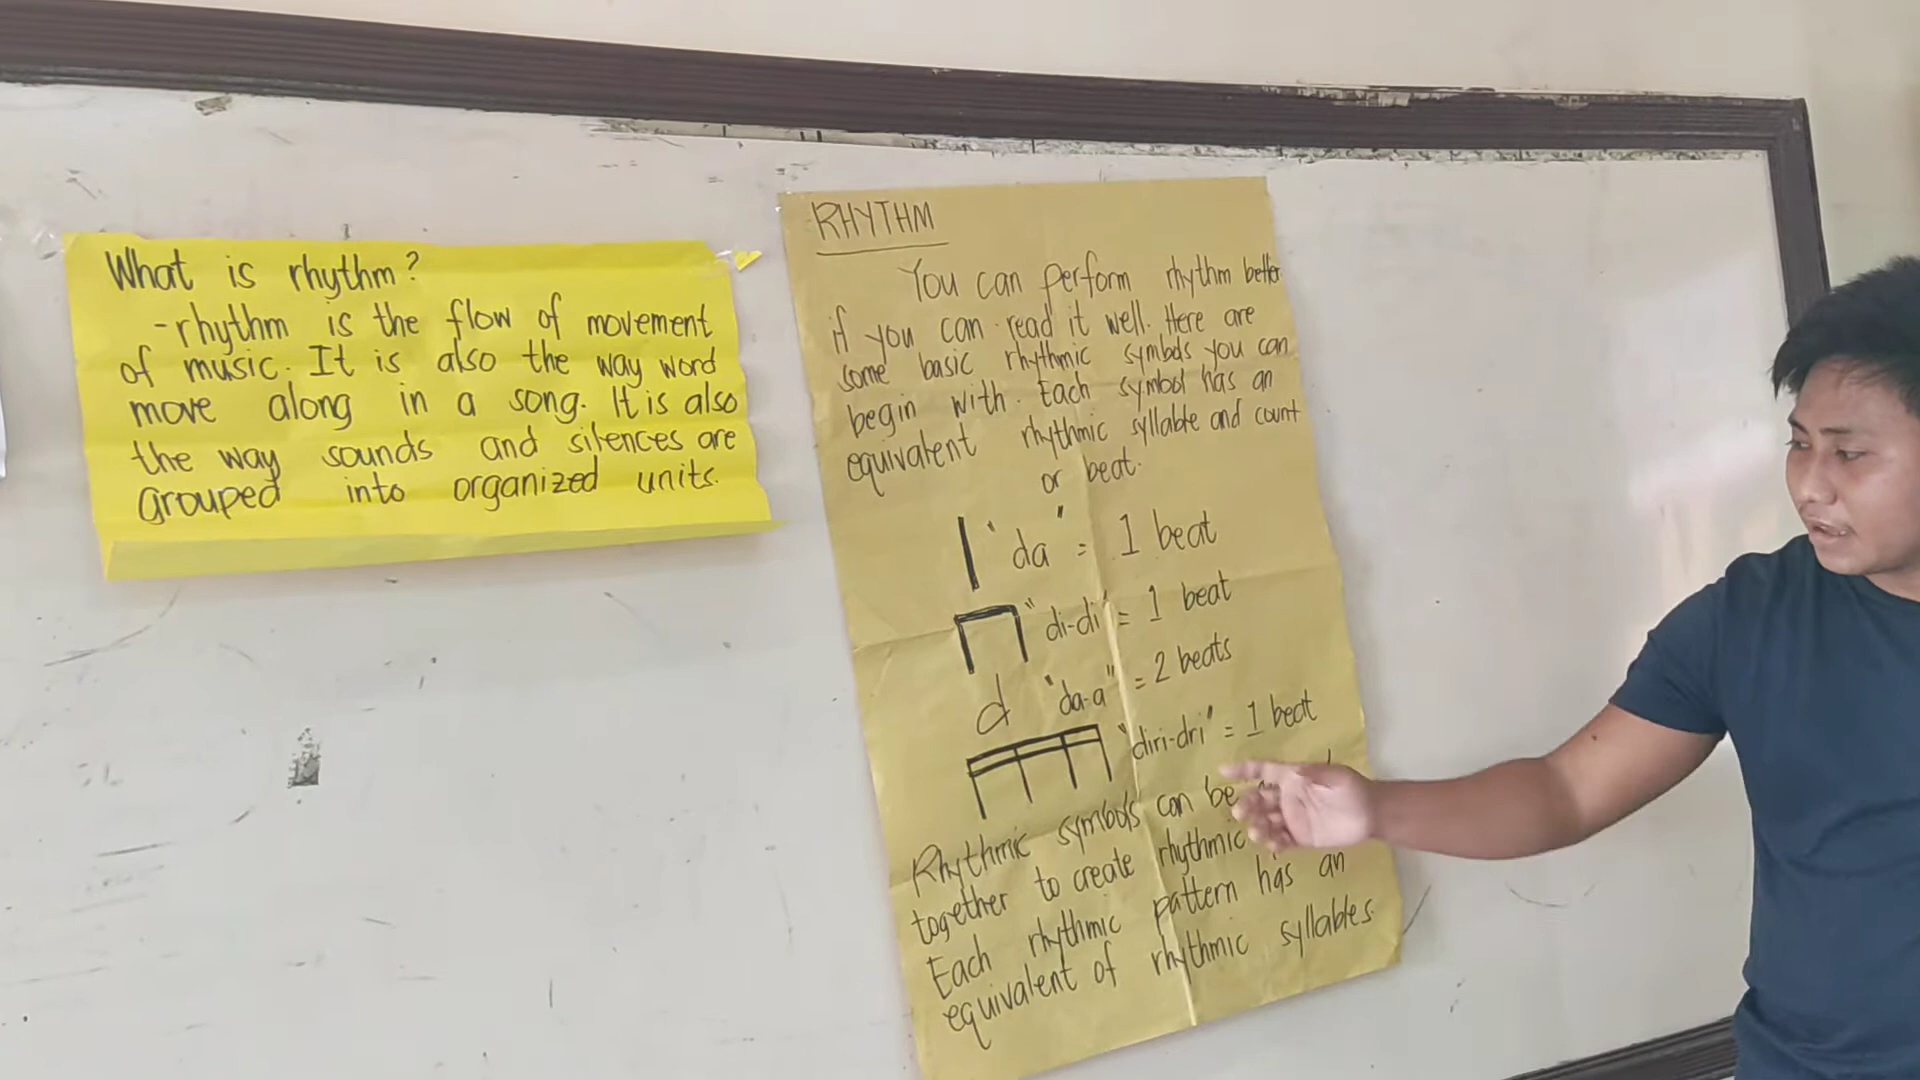 What is rhythm?
-rhythm is the flow of movement
of music. It is also the way word
move along in a song. It is also
the way sounds and silences are
grouped into organized units.
RHYTHM
You can perform rhythm better
if you can read it well. Here are
some basic rhythmic symbols you can
begin with. Each symbol has an
equivalent rhythmic syllable and count
or beat.
"da" = 1 beat
"di-di" = 1 beat
"da-a" = 2 beats
"diri-dri" = 1 beat
Rhythmic symbols can be
together to create rhythmic
Each rhythmic pattern has an
equivalent of rhythmic syllables.